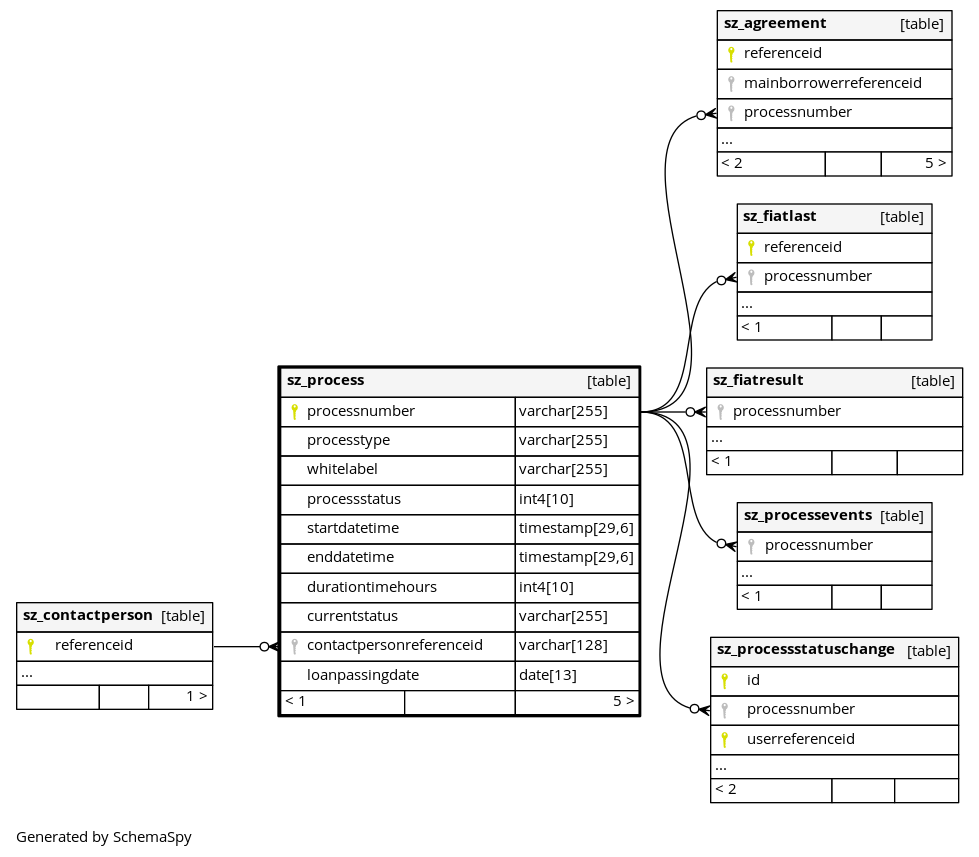 sz_agreement [table]
referenceid
mainborrowerreferenceid
processnumber
...
< 2 5 >
sz_fiatlast [table]
referenceid
processnumber
...
< 1
sz_process [table]
processnumber varchar[255]
processtype varchar[255]
whitelabel varchar[255]
processstatus int4[10]
startdatetime timestamp[29,6]
enddatetime timestamp[29,6]
durationtimehours int4[10]
currentstatus varchar[255]
contactpersonreferenceid varchar[128]
loanpassingdate date[13]
< 1 5 >
sz_fiatresult [table]
processnumber
...
< 1
sz_processevents [table]
processnumber
...
< 1
sz_contactperson [table]
referenceid
...
1 >
sz_processstatuschange [table]
id
processnumber
userreferenceid
...
< 2
Generated by SchemaSpy